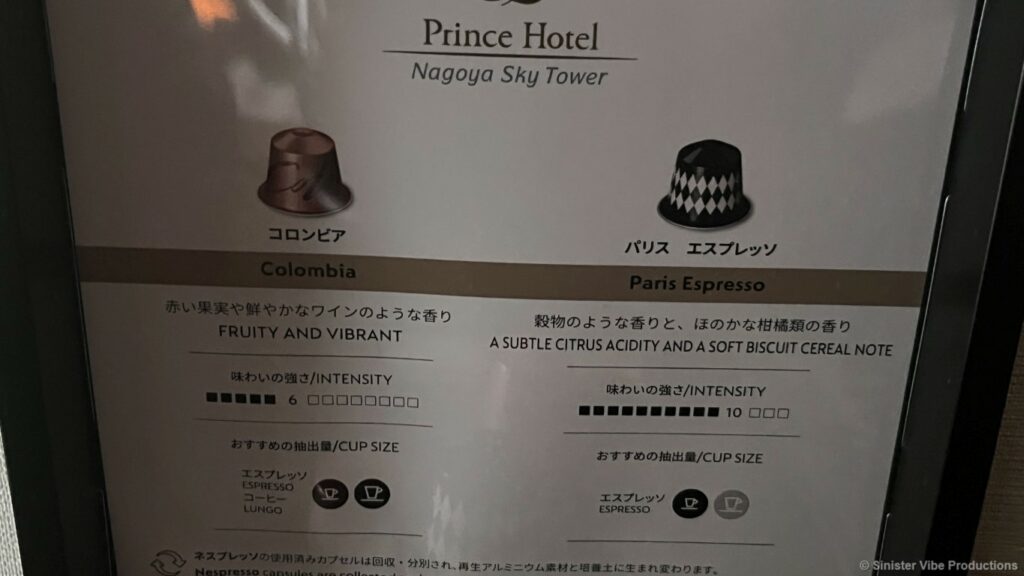 Prince Hotel
Nagoya Sky Tower
コロンビア
Colombia
赤い果実や鮮やかなワインのような香り
FRUITY AND VIBRANT
味わいの強さ/INTENSITY
■■■■■ 6 □□□□□□□□
おすすめの抽出量/CUP SIZE
エスプレッソ
ESPRESSO
コーヒー
LUNGO
パリス エスプレッソ
Paris Espresso
穀物のような香りと、ほのかな柑橘類の香り
A SUBTLE CITRUS ACIDITY AND A SOFT BISCUIT CEREAL NOTE
味わいの強さ/INTENSITY
■■■■■■■■■■ 10 □□□
おすすめの抽出量/CUP SIZE
エスプレッソ
ESPRESSO
ネスプレッソの使用済みカプセルは回収・分別され、再生アルミニウム素材と培養土に生まれ変わります。
Nespresso capsules are
© Sinister Vibe Productions